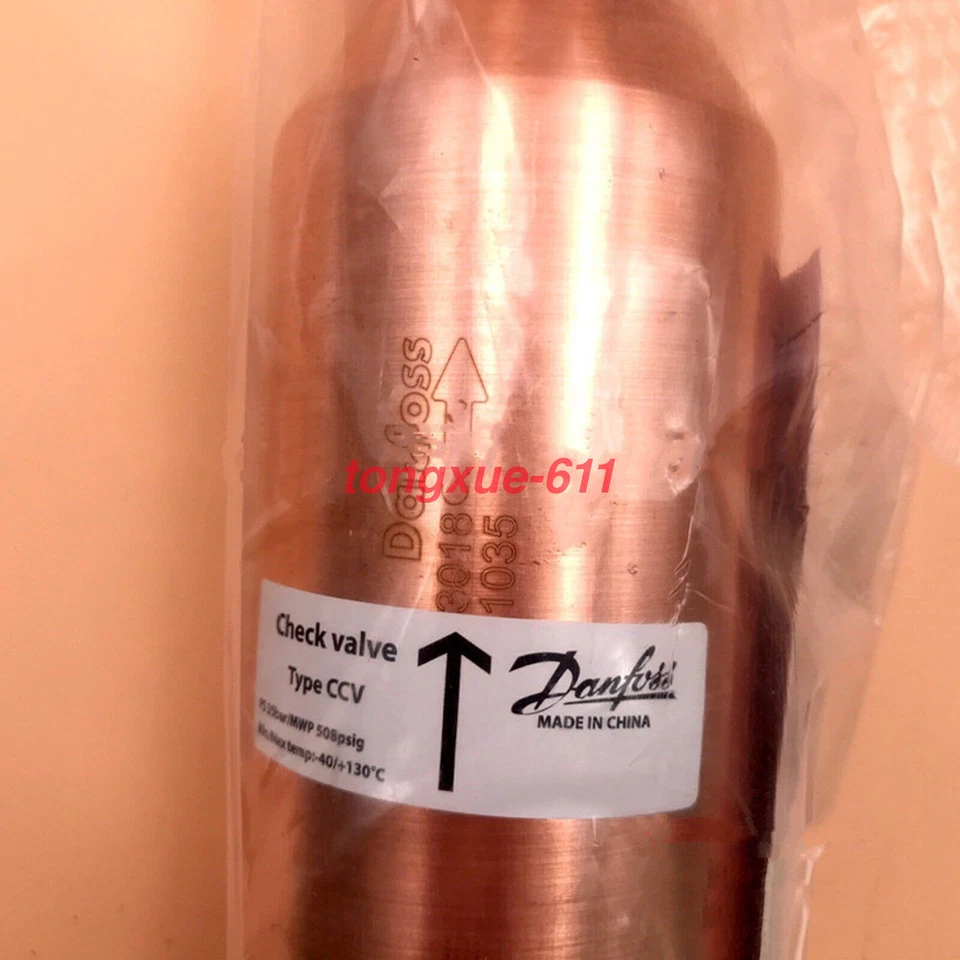 Danfoss
3018C
1035
tongxue-611
Check valve
Type CCV
PS 35bar/MWP 508psig
Min/Max temp:-40/+130°C
Danfoss
MADE IN CHINA